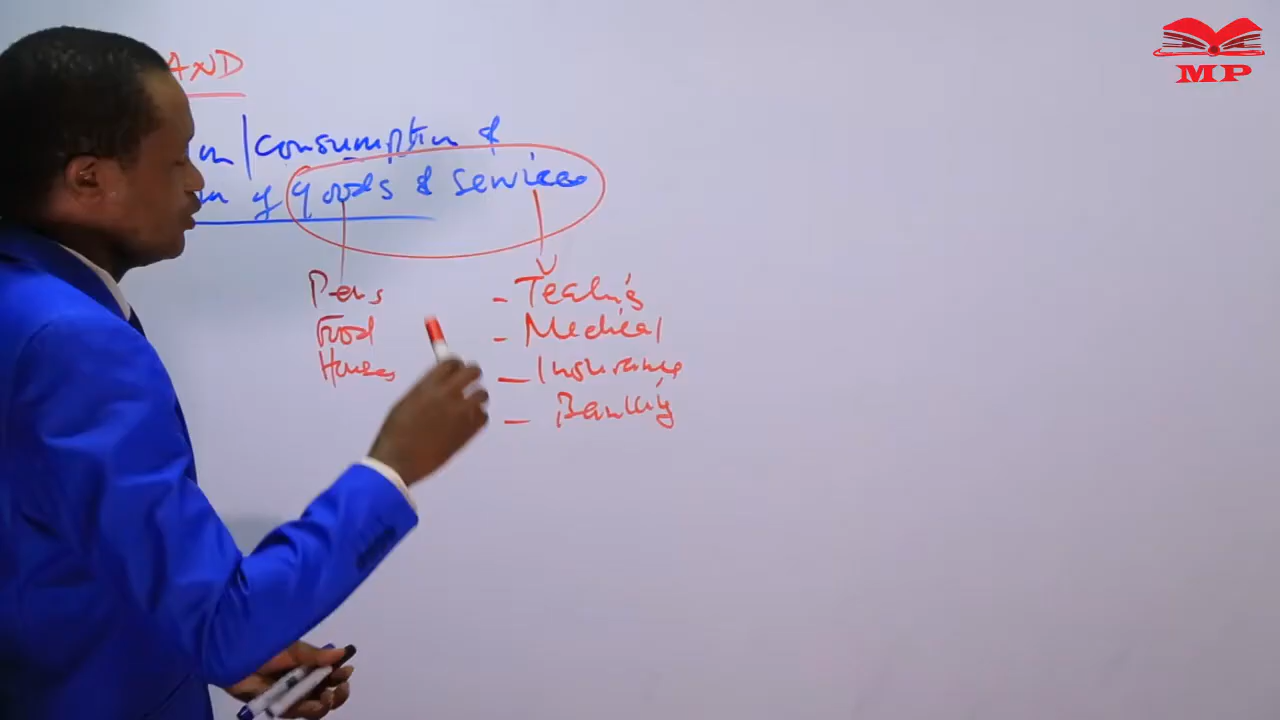 MP
AND
/consumption &
of goods & services
Pens
Food
Houses
- Teaching
- Medical
- Insurance
- Banking